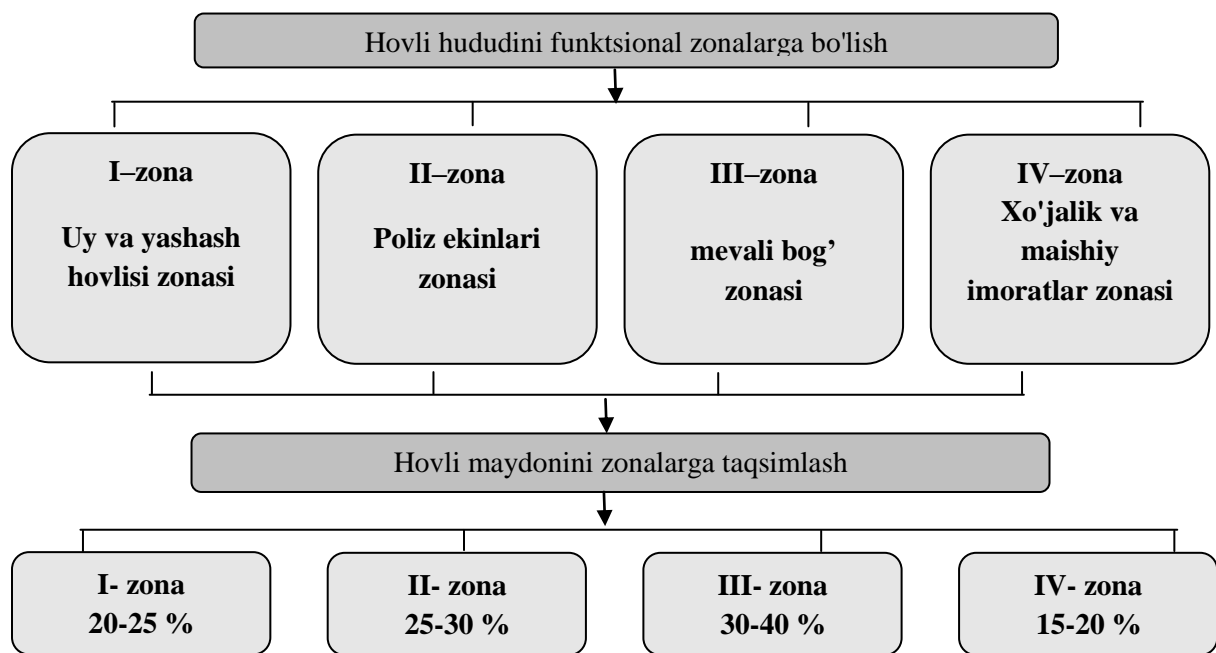 Hovli hududini funktsional zonalarga bo'lish
I–zona
Uy va yashash
hovlisi zonasi
II–zona
Poliz ekinlari
zonasi
III–zona
mevali bog’
zonasi
IV–zona
Xo'jalik va
maishiy
imoratlar zonasi
Hovli maydonini zonalarga taqsimlash
I- zona
20-25 %
II- zona
25-30 %
III- zona
30-40 %
IV- zona
15-20 %